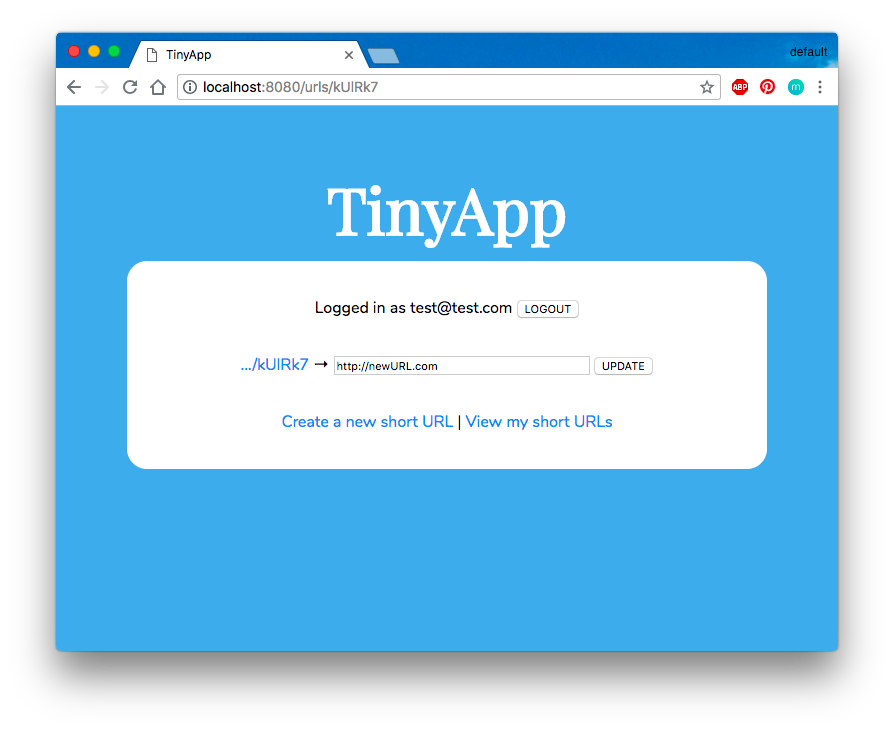 TinyApp
default
localhost:8080/urls/kUlRk7
ABP
m
TinyApp
Logged in as test@test.com LOGOUT
.../kUlRk7 → http://newURL.com UPDATE
Create a new short URL | View my short URLs